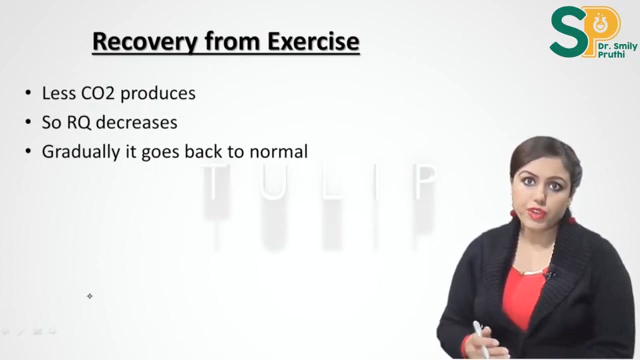 Recovery from Exercise
SP
Dr. Smily
Pruthi
• Less CO2 produces
• So RQ decreases
• Gradually it goes back to normal
TULIP